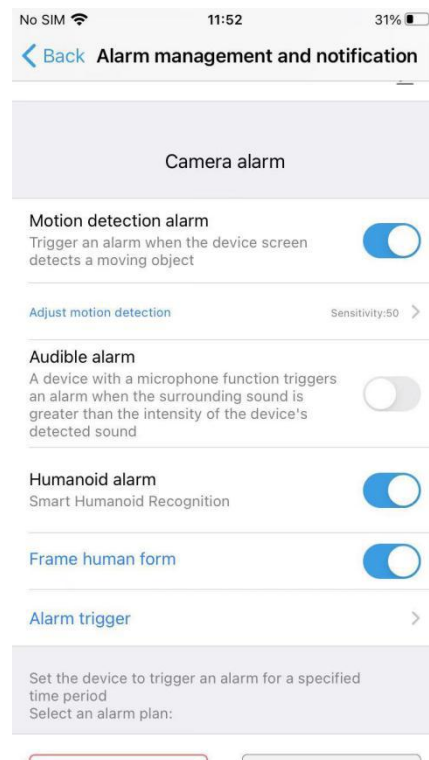 No SIM 11:52 31%
Back Alarm management and notification
Camera alarm
Motion detection alarm
Trigger an alarm when the device screen
detects a moving object
Adjust motion detection Sensitivity:50
Audible alarm
A device with a microphone function triggers
an alarm when the surrounding sound is
greater than the intensity of the device's
detected sound
Humanoid alarm
Smart Humanoid Recognition
Frame human form
Alarm trigger
Set the device to trigger an alarm for a specified
time period
Select an alarm plan: